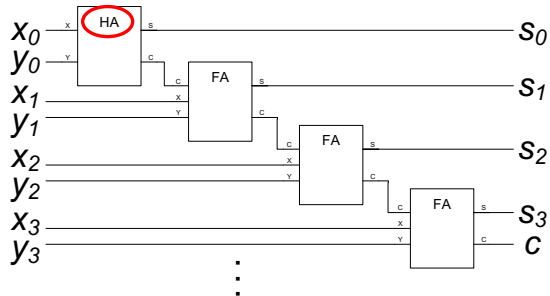 HA
x0 X S s0
y0 Y C
FA
C
x1 X S s1
y1 Y C
FA
C S s2
x2 X
y2 Y C
FA
C S s3
x3 X
y3 Y C c